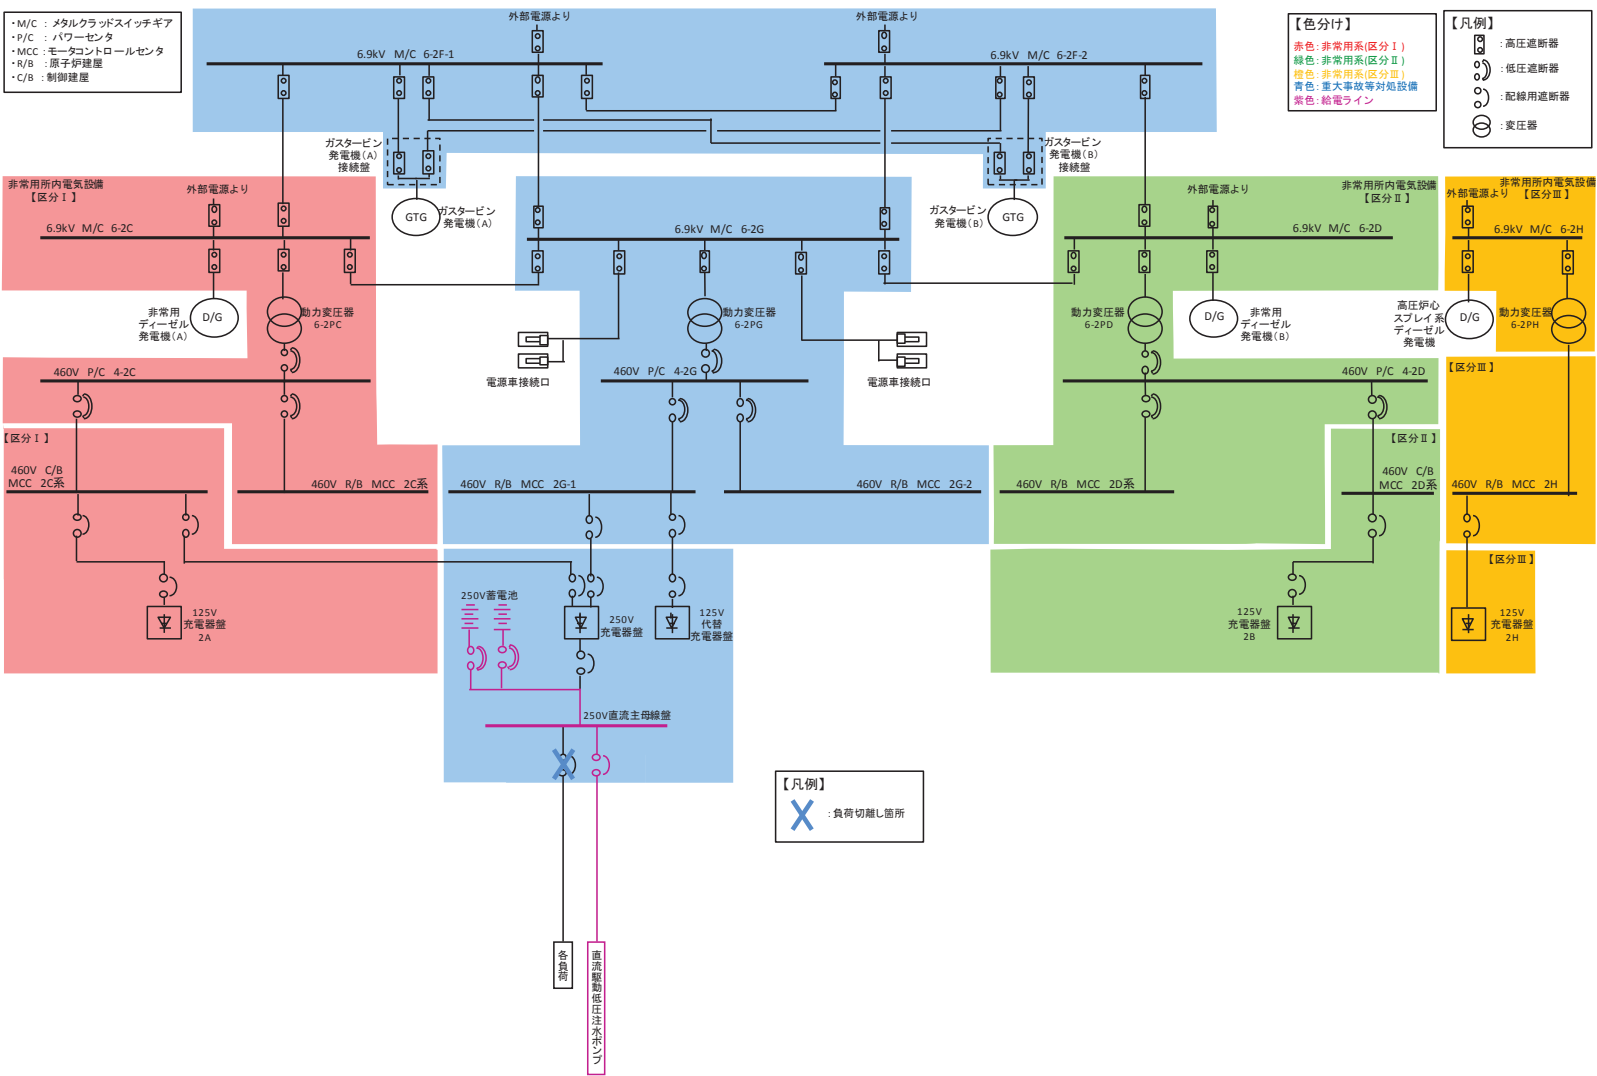 ・M/C : メタルクラッドスイッチギア
・P/C : パワーセンタ
・MCC : モータコントロールセンタ
・R/B : 原子炉建屋
・C/B : 制御建屋
外部電源より
外部電源より
6.9kV M/C 6-2F-1
6.9kV M/C 6-2F-2
【色分け】
赤色:非常用系(区分Ⅰ)
緑色:非常用系(区分Ⅱ)
橙色:非常用系(区分Ⅲ)
青色:重大事故等対処設備
紫色:給電ライン
【凡例】
:高圧遮断器
:低圧遮断器
:配線用遮断器
:変圧器
ガスタービン
発電機(A)
接続盤
ガスタービン
発電機(B)
接続盤
非常用所内電気設備
【区分Ⅰ】
外部電源より
6.9kV M/C 6-2C
GTG
ガスタービン
発電機(A)
6.9kV M/C 6-2G
ガスタービン
発電機(B)
GTG
外部電源より
非常用所内電気設備
【区分Ⅱ】
6.9kV M/C 6-2D
非常用所内電気設備
【区分Ⅲ】
外部電源より
6.9kV M/C 6-2H
非常用
ディーゼル
発電機(A)
D/G
動力変圧器
6-2PC
動力変圧器
6-2PG
動力変圧器
6-2PD
D/G
非常用
ディーゼル
発電機(B)
高圧炉心
スプレイ系
ディーゼル
発電機
D/G
動力変圧器
6-2PH
電源車接続口
電源車接続口
460V P/C 4-2C
460V P/C 4-2G
460V P/C 4-2D
【区分Ⅲ】
【区分Ⅰ】
460V C/B
MCC 2C系
460V R/B MCC 2C系
460V R/B MCC 2G-1
460V R/B MCC 2G-2
460V R/B MCC 2D系
【区分Ⅱ】
460V C/B
MCC 2D系
460V R/B MCC 2H
【区分Ⅲ】
125V
充電器盤
2A
250V蓄電池
250V
充電器盤
125V
代替
充電器盤
125V
充電器盤
2B
125V
充電器盤
2H
250V直流主母線盤
【凡例】
:負荷切離し箇所
各負荷
直流駆動低圧注水ポンプ